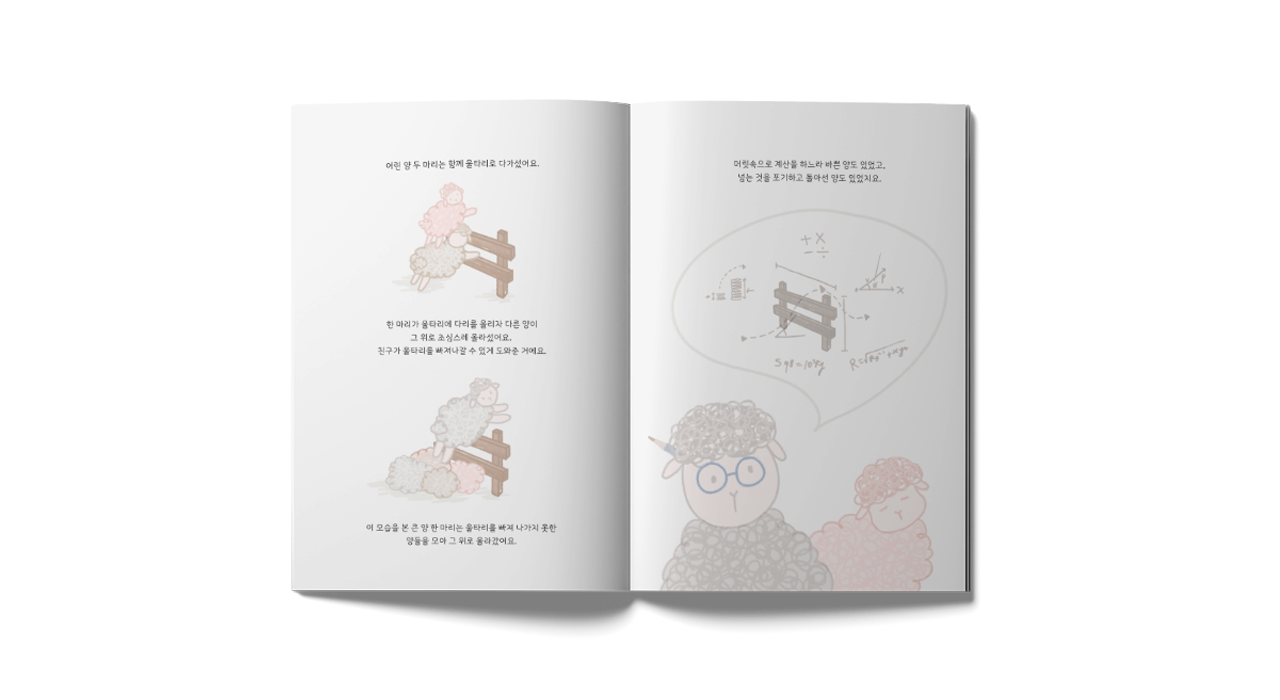 어린 양 두 마리는 함께 울타리로 다가섰어요.
한 마리가 울타리에 다리를 올리자 다른 양이
그 위로 조심스레 올라섰어요.
친구가 울타리를 빠져나갈 수 있게 도와준 거예요.
이 모습을 본 큰 양 한 마리는 울타리를 빠져 나가지 못한
양들을 모아 그 위로 올라갔어요.
머릿속으로 계산을 하느라 바쁜 양도 있었고,
넘는 것을 포기하고 돌아선 양도 있었지요.
+ X
− ÷
X